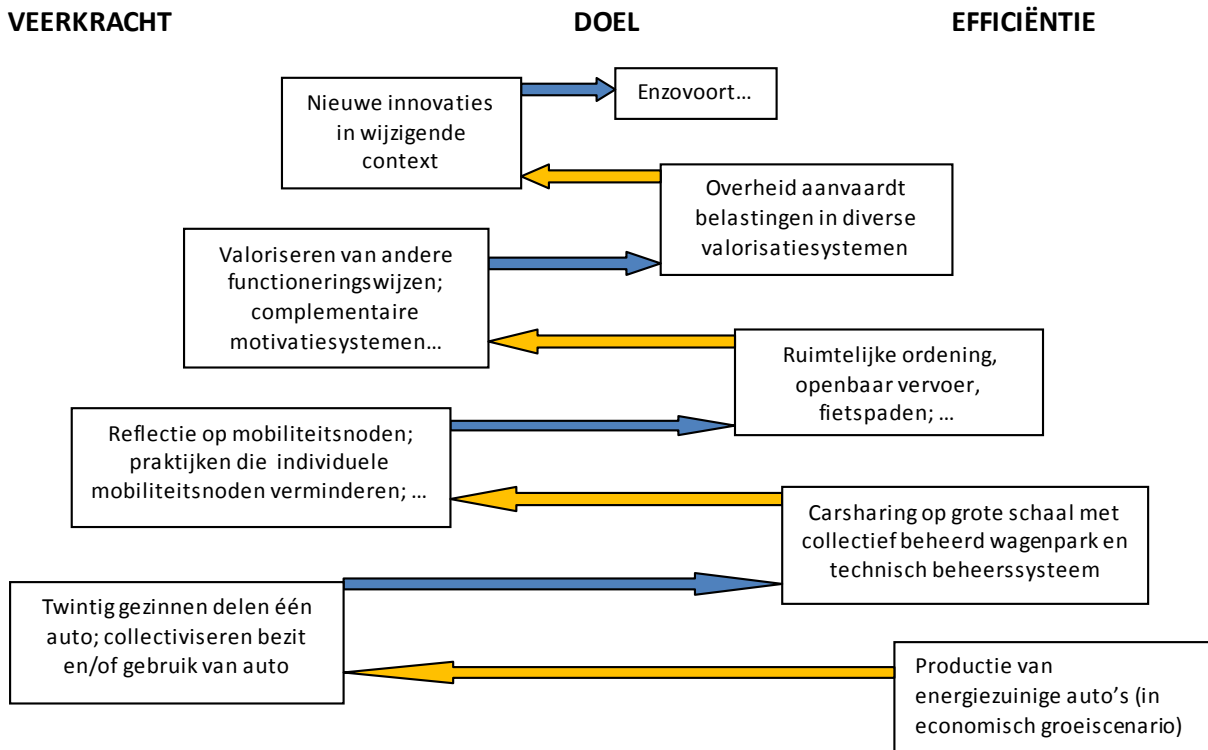 VEERKRACHT DOEL EFFICIËNTIE
Nieuwe innovaties
in wijzigende
context
Enzovoort…
Overheid aanvaardt
belastingen in diverse
valorisatiesystemen
Valoriseren van andere
functioneringswijzen;
complementaire
motivatiesystemen…
Ruimtelijke ordening,
openbaar vervoer,
fietspaden; …
Reflectie op mobiliteitsnoden;
praktijken die individuele
mobiliteitsnoden verminderen; …
Carsharing op grote schaal met
collectief beheerd wagenpark en
technisch beheerssysteem
Twintig gezinnen delen één
auto; collectiviseren bezit
en/of gebruik van auto
Productie van
energiezuinige auto’s (in
economisch groeiscenario)